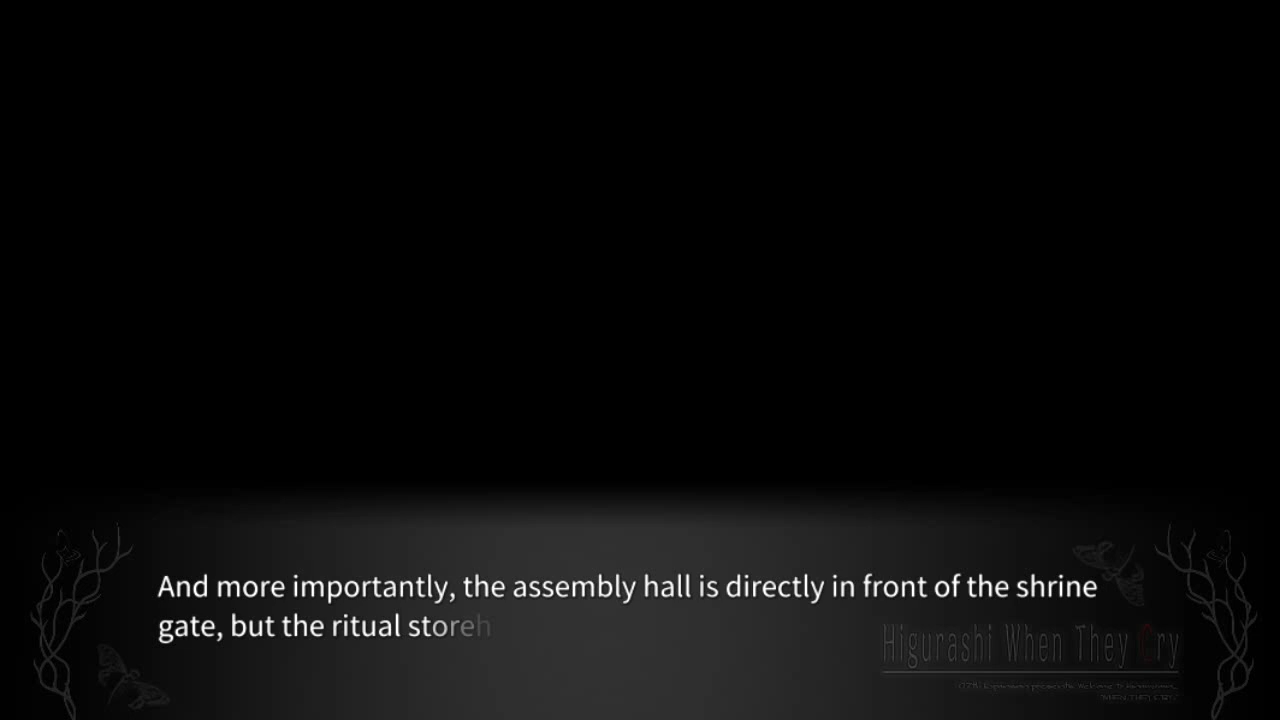 And more importantly, the assembly hall is directly in front of the shrine
gate, but the ritual storeh
Higurashi When They Cry